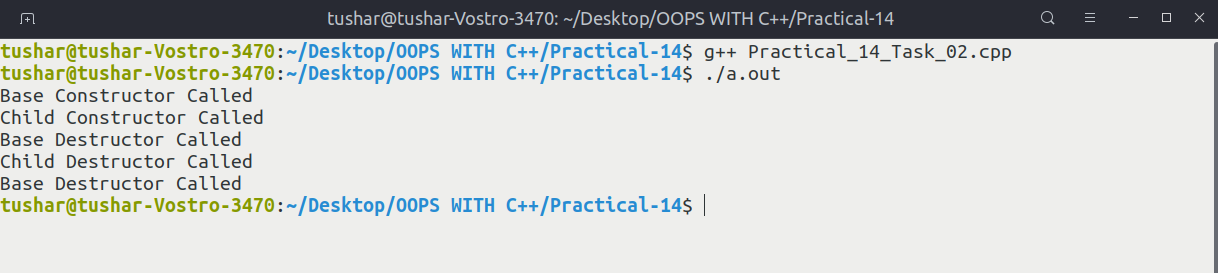 tushar@tushar-Vostro-3470: ~/Desktop/OOPS WITH C++/Practical-14
tushar@tushar-Vostro-3470:~/Desktop/OOPS WITH C++/Practical-14$ g++ Practical_14_Task_02.cpp
tushar@tushar-Vostro-3470:~/Desktop/OOPS WITH C++/Practical-14$ ./a.out
Base Constructor Called
Child Constructor Called
Base Destructor Called
Child Destructor Called
Base Destructor Called
tushar@tushar-Vostro-3470:~/Desktop/OOPS WITH C++/Practical-14$